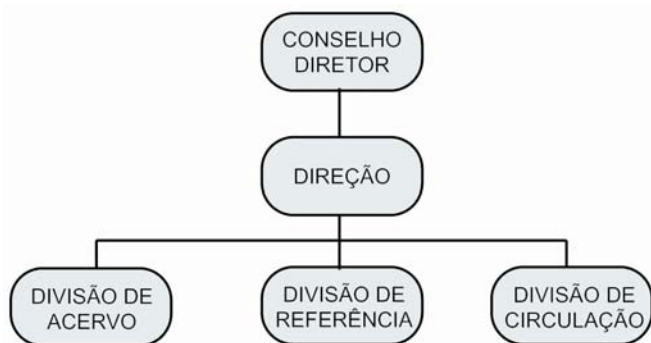 CONSELHO
DIRETOR
DIREÇÃO
DIVISÃO DE
ACERVO
DIVISÃO DE
REFERÊNCIA
DIVISÃO DE
CIRCULAÇÃO